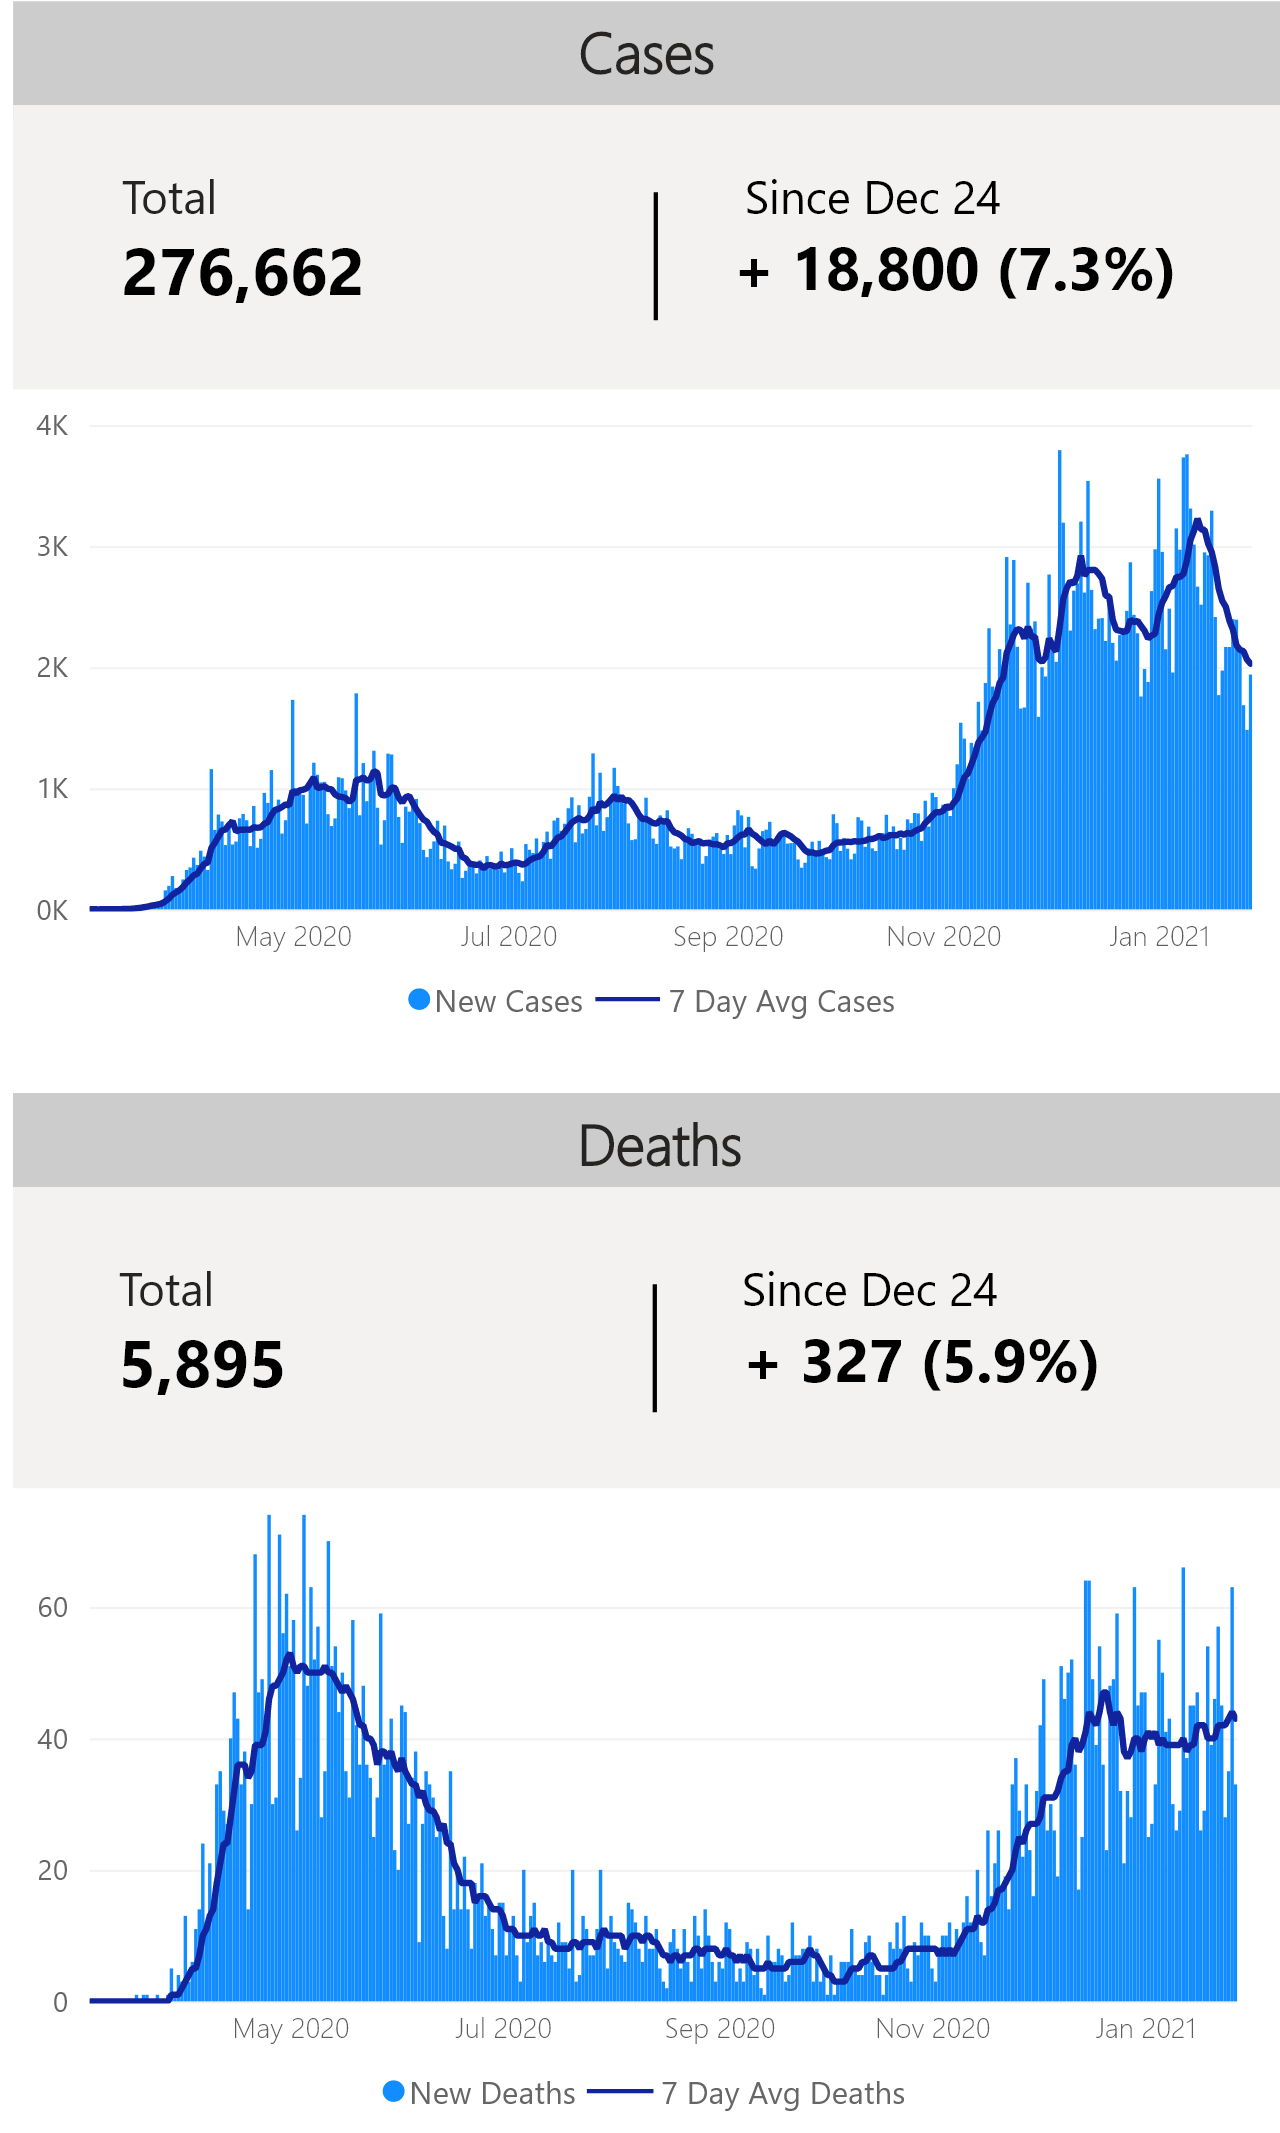 Cases
Total
Since Dec 24
276,662
+ 18,800 (7.3%)
4K
3K
2K
1K
0K
May 2020
Jul 2020
Sep 2020
Nov 2020
Jan 2021
New Cases
7 Day Avg Cases
Deaths
Total
Since Dec 24
5,895
+ 327 (5.9%)
60
40
20
0
May 2020
Jul 2020
Sep 2020
Nov 2020
Jan 2021
New Deaths
7 Day Avg Deaths